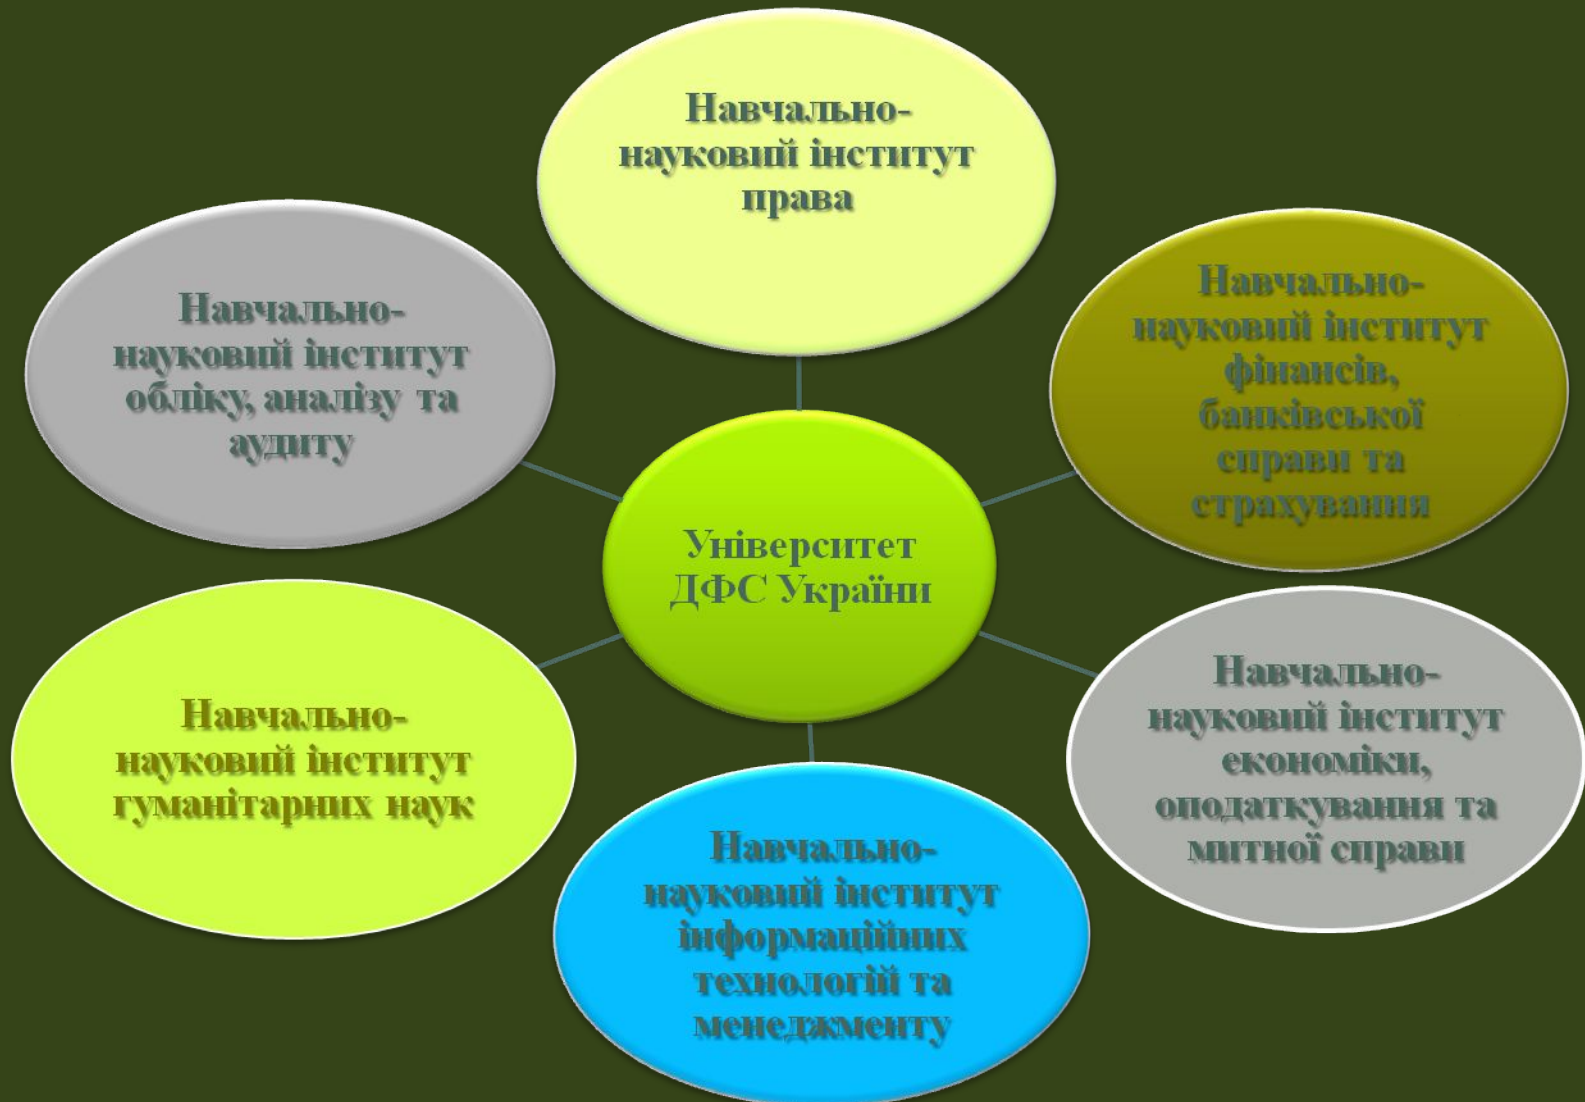 Навчально-
науковий інститут
права
Навчально-
науковий інститут
фінансів,
банківської
справи та
страхування
Навчально-
науковий інститут
економіки,
оподаткування та
митної справи
Навчально-
науковий інститут
інформаційних
технологій та
менеджменту
Навчально-
науковий інститут
гуманітарних наук
Навчально-
науковий інститут
обліку, аналізу та
аудиту
Університет
ДФС України